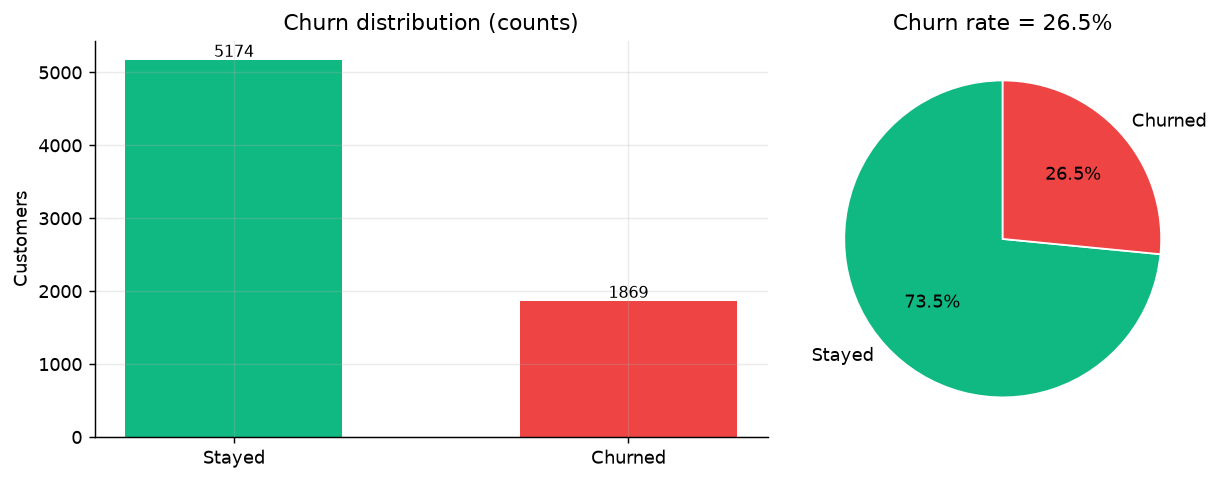 Churn distribution (counts)
5174
5000
4000
3000
2000
1000
0
Customers
1869
Stayed
Churned
Churn rate = 26.5%
Churned
26.5%
73.5%
Stayed